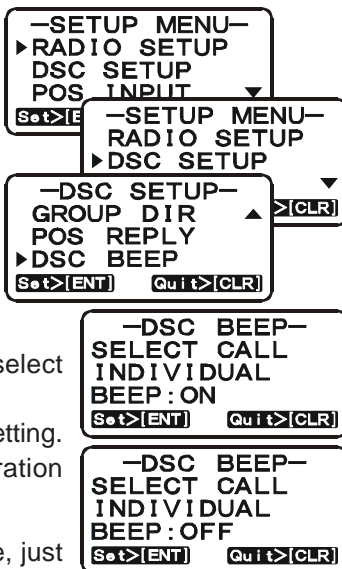 —SETUP MENU—
▶RADIO SETUP
DSC SETUP
POS INPUT ▼
Set>[E
—SETUP MENU—
RADIO SETUP
▶DSC SETUP
▼
>[CLR]
—DSC SETUP—
GROUP DIR ▲
POS REPLY
▶DSC BEEP
Set>[ENT] Quit>[CLR]
—DSC BEEP—
SELECT CALL
INDIVIDUAL
BEEP:ON
Set>[ENT] Quit>[CLR]
select
etting.
ration
—DSC BEEP—
SELECT CALL
INDIVIDUAL
BEEP:OFF
Set>[ENT] Quit>[CLR]
e, just